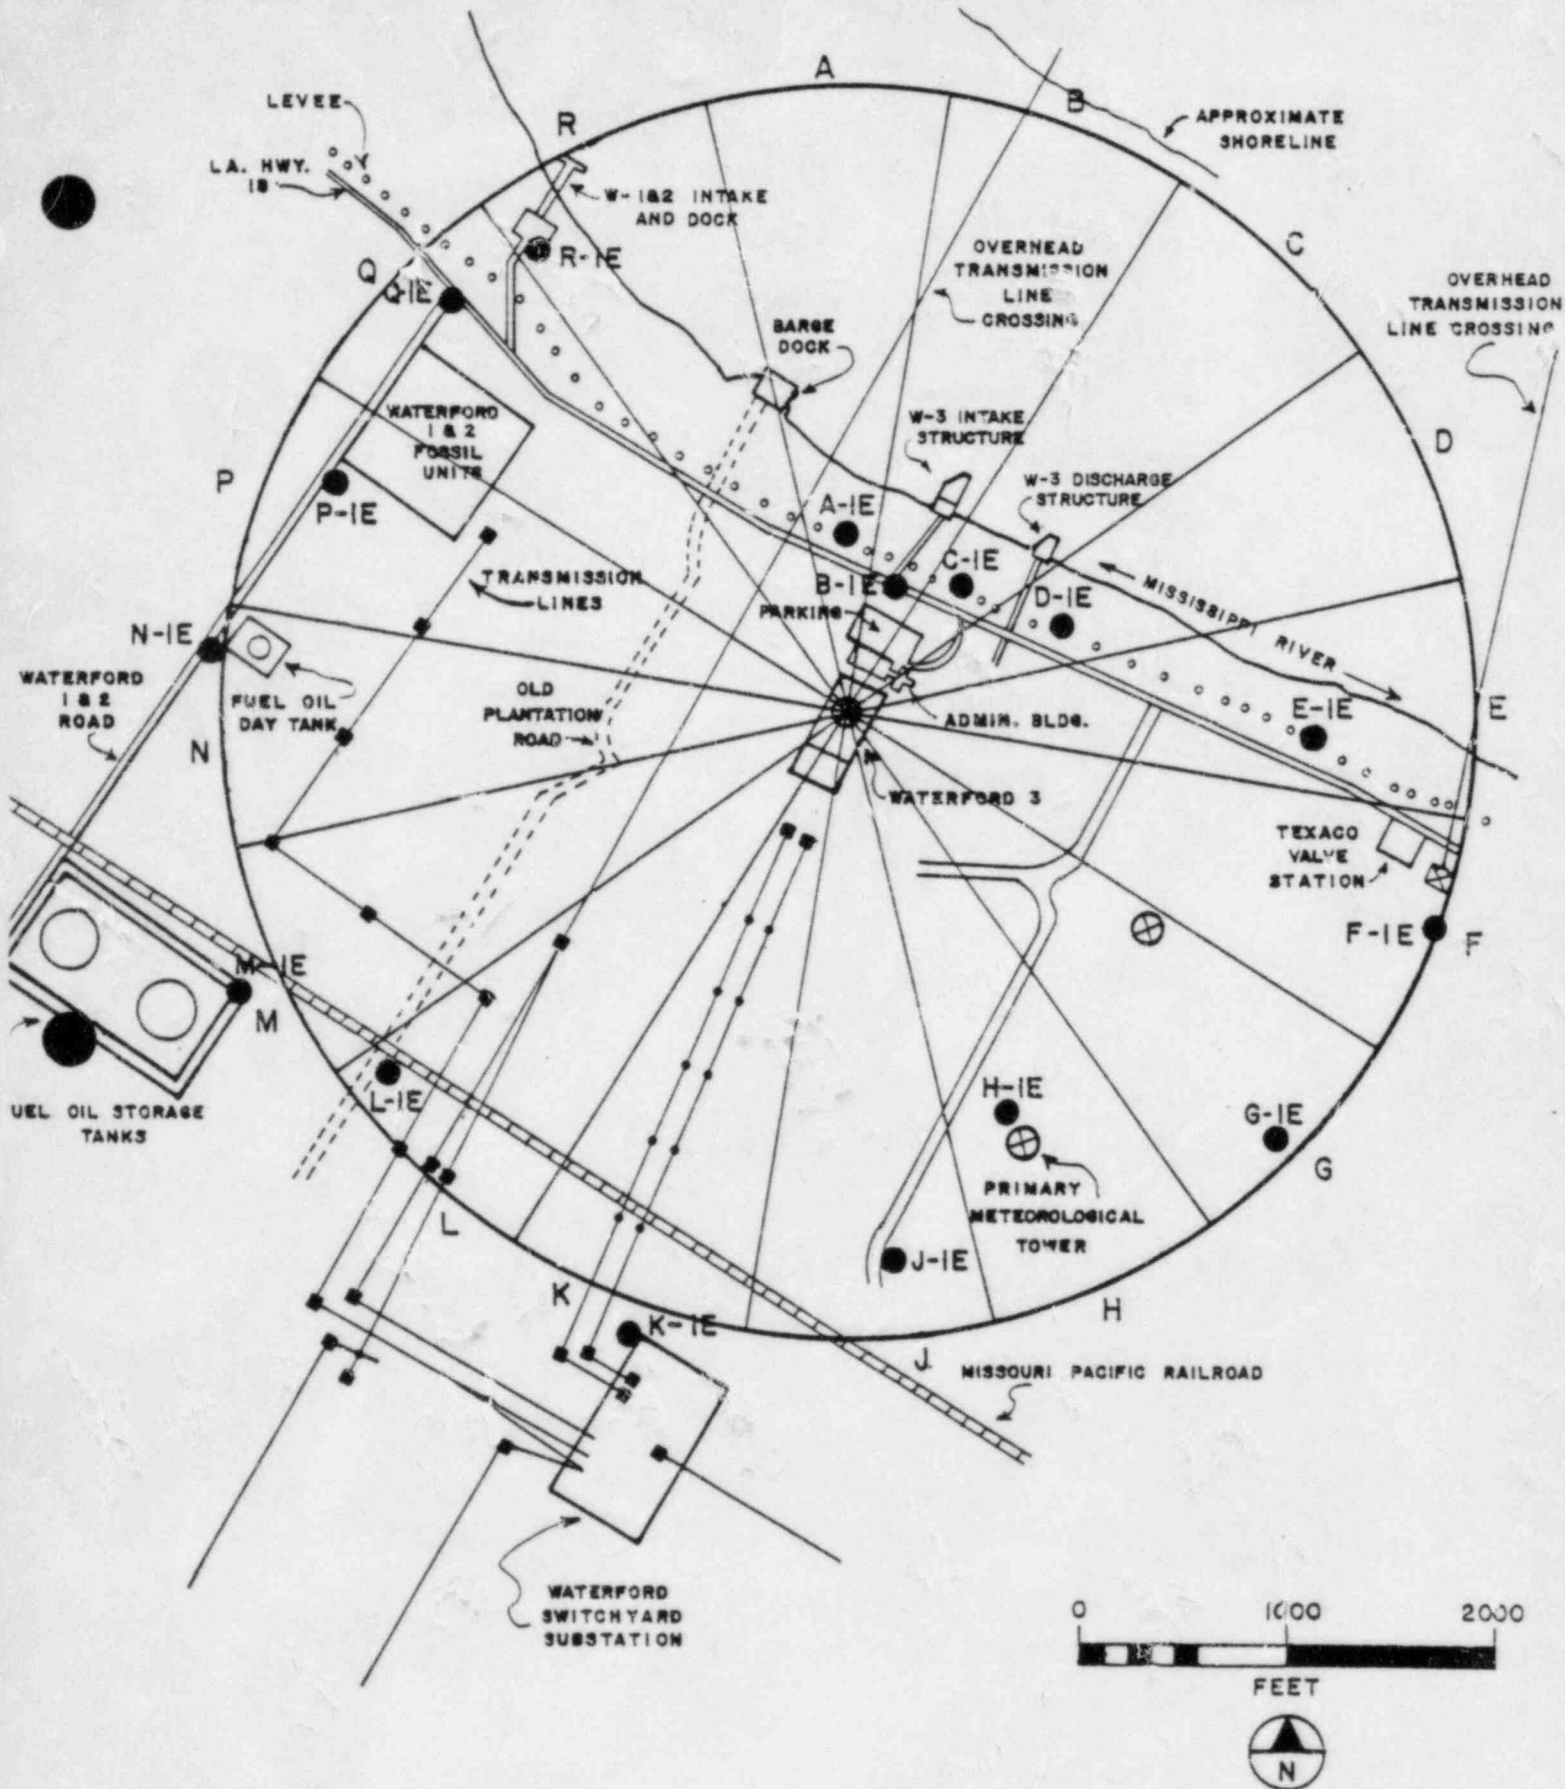 A
B
R
LEVEE
APPROXIMATE
SHORELINE
LA. HWY.
18
W-1&2 INTAKE
AND DOCK
C
Q
R-1E
OVERHEAD
TRANSMISSION
LINE
CROSSING
OVERHEAD
TRANSMISSION
LINE CROSSING
Q-1E
BARGE
DOCK
WATERFORD
1 & 2
FOSSIL
UNITS
W-3 INTAKE
STRUCTURE
D
P
P-1E
W-3 DISCHARGE
STRUCTURE
A-1E
TRANSMISSION
LINES
B-1E
C-1E
D-1E
MISSISSIPPI RIVER
PARKING
N-1E
WATERFORD
1 & 2
ROAD
FUEL OIL
DAY TANK
OLD
PLANTATION
ROAD
ADMIN. BLDG.
E-1E
E
N
WATERFORD 3
TEXACO
VALVE
STATION
F-1E
F
M-1E
M
L-1E
H-1E
G-1E
G
UEL OIL STORAGE
TANKS
PRIMARY
METEOROLOGICAL
TOWER
L
J-1E
K
H
K-1E
J
MISSOURI PACIFIC RAILROAD
WATERFORD
SWITCHYARD
SUBSTATION
0 1000 2000
FEET
N